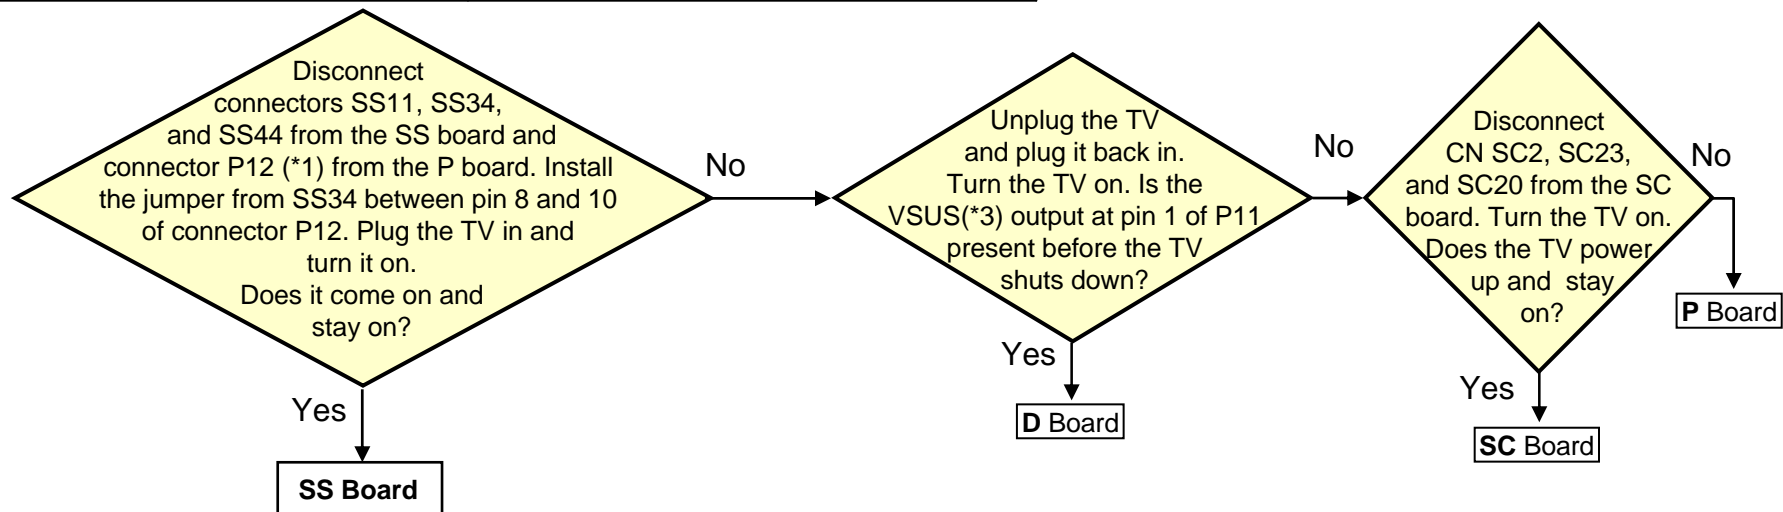 Disconnect
connectors SS11, SS34,
and SS44 from the SS board and
connector P12 (*1) from the P board. Install
the jumper from SS34 between pin 8 and 10
of connector P12. Plug the TV in and
turn it on.
Does it come on and
stay on?
No
Yes
SS Board
Unplug the TV
and plug it back in.
Turn the TV on. Is the
VSUS(*3) output at pin 1 of P11
present before the TV
shuts down?
No
Yes
D Board
Disconnect
CN SC2, SC23,
and SC20 from the SC
board. Turn the TV on.
Does the TV power
up and stay
on?
No
P Board
Yes
SC Board